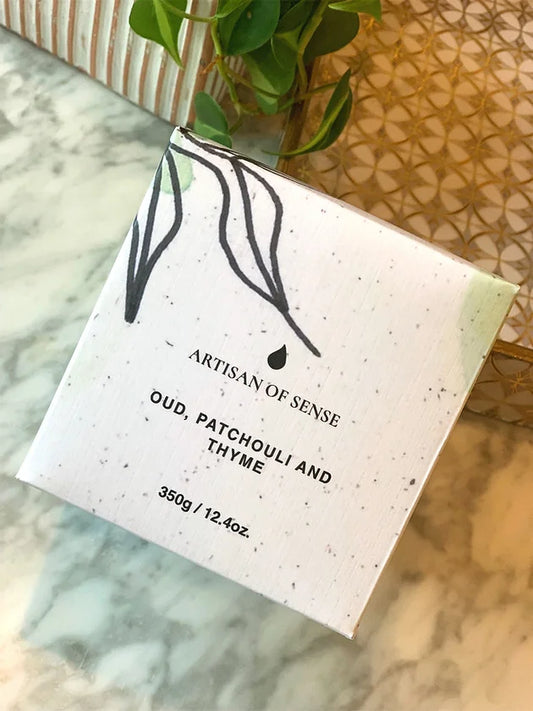 ARTISAN OF SENSE
OUD, PATCHOULI AND
THYME
350g / 12.4oz.